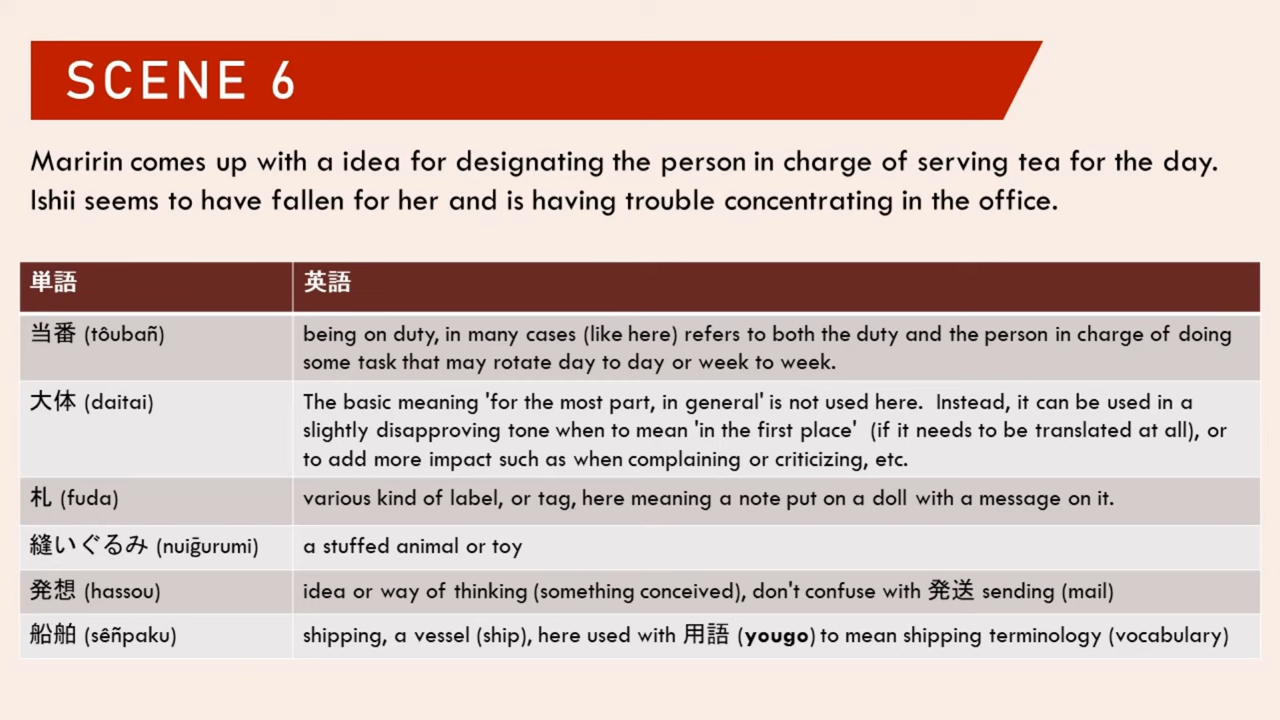 SCENE 6
Maririn comes up with a idea for designating the person in charge of serving tea for the day.
Ishii seems to have fallen for her and is having trouble concentrating in the office.
単語 英語
当番 (tôubañ) being on duty, in many cases (like here) refers to both the duty and the person in charge of doing
some task that may rotate day to day or week to week.
大体 (daitai) The basic meaning 'for the most part, in general' is not used here. Instead, it can be used in a
slightly disapproving tone when to mean 'in the first place' (if it needs to be translated at all), or
to add more impact such as when complaining or criticizing, etc.
札 (fuda) various kind of label, or tag, here meaning a note put on a doll with a message on it.
縫いぐるみ (nuig̃urumi) a stuffed animal or toy
発想 (hassou) idea or way of thinking (something conceived), don't confuse with 発送 sending (mail)
船舶 (sêñpaku) shipping, a vessel (ship), here used with 用語 (yougo) to mean shipping terminology (vocabulary)